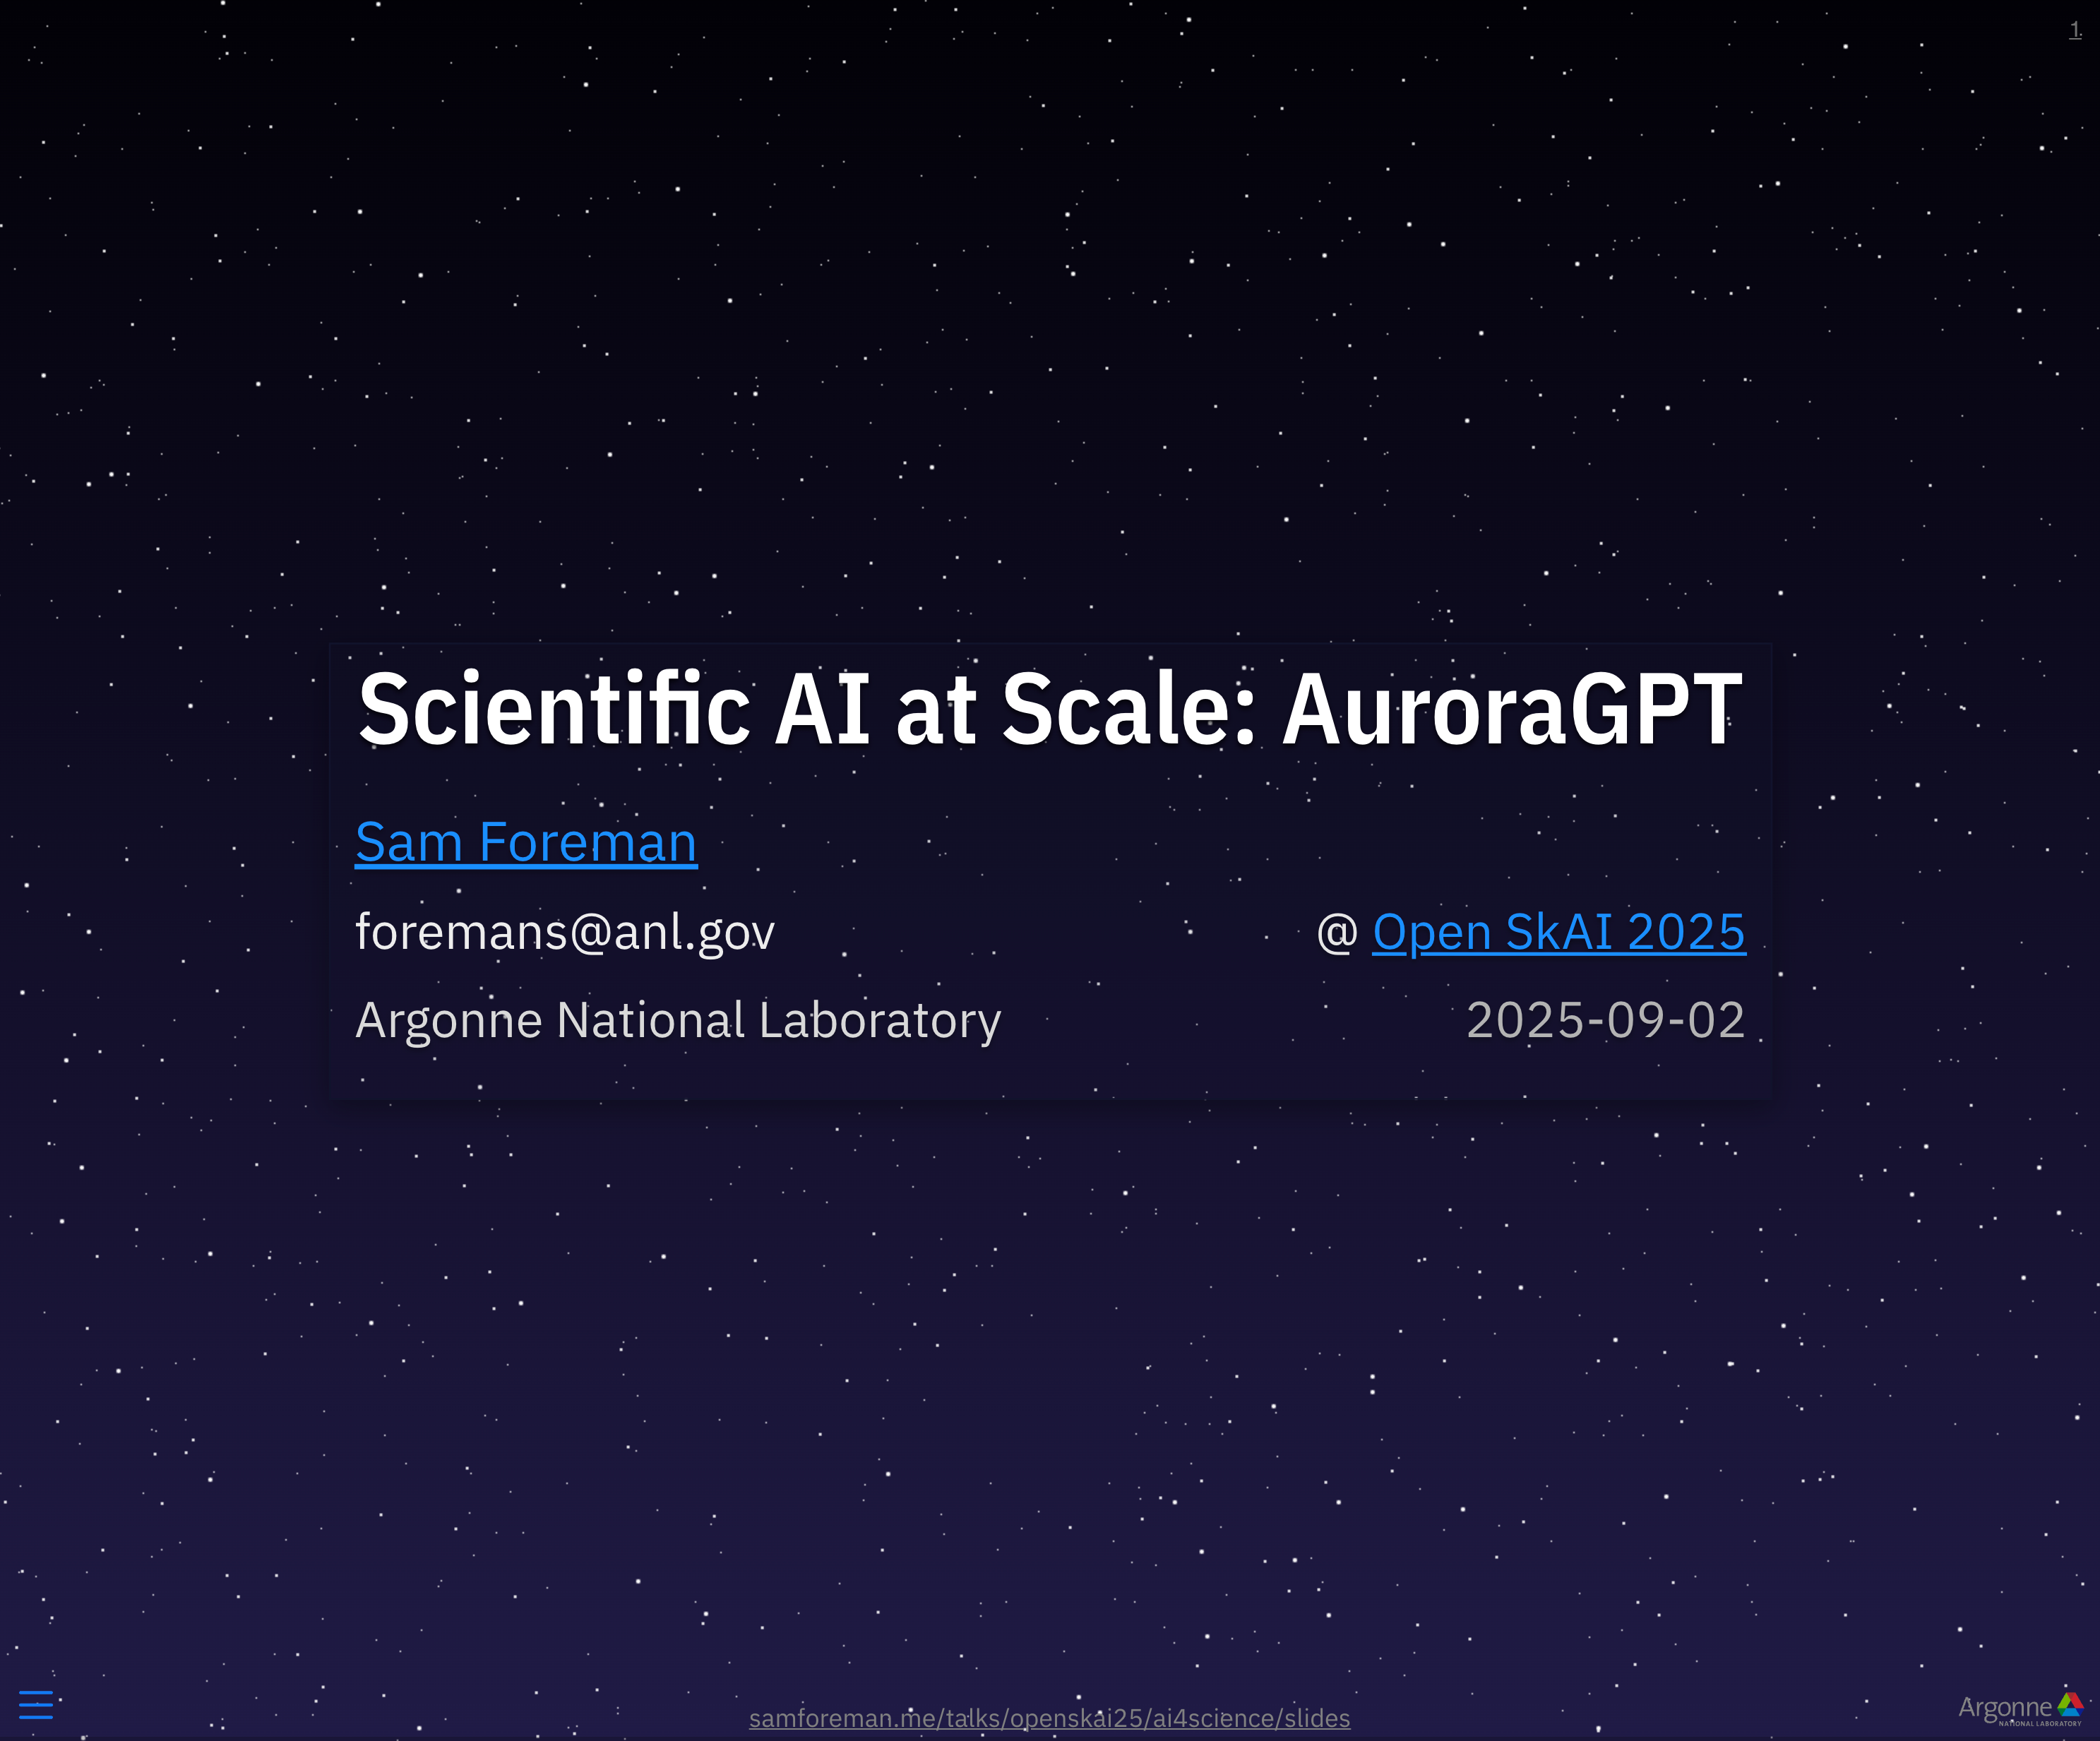 1
Scientific AI at Scale: AuroraGPT
Sam Foreman
foremans@anl.gov
@ Open SkAI 2025
Argonne National Laboratory
2025-09-02
samforeman.me/talks/openskai25/ai4science/slides
Argonne
NATIONAL LABORATORY